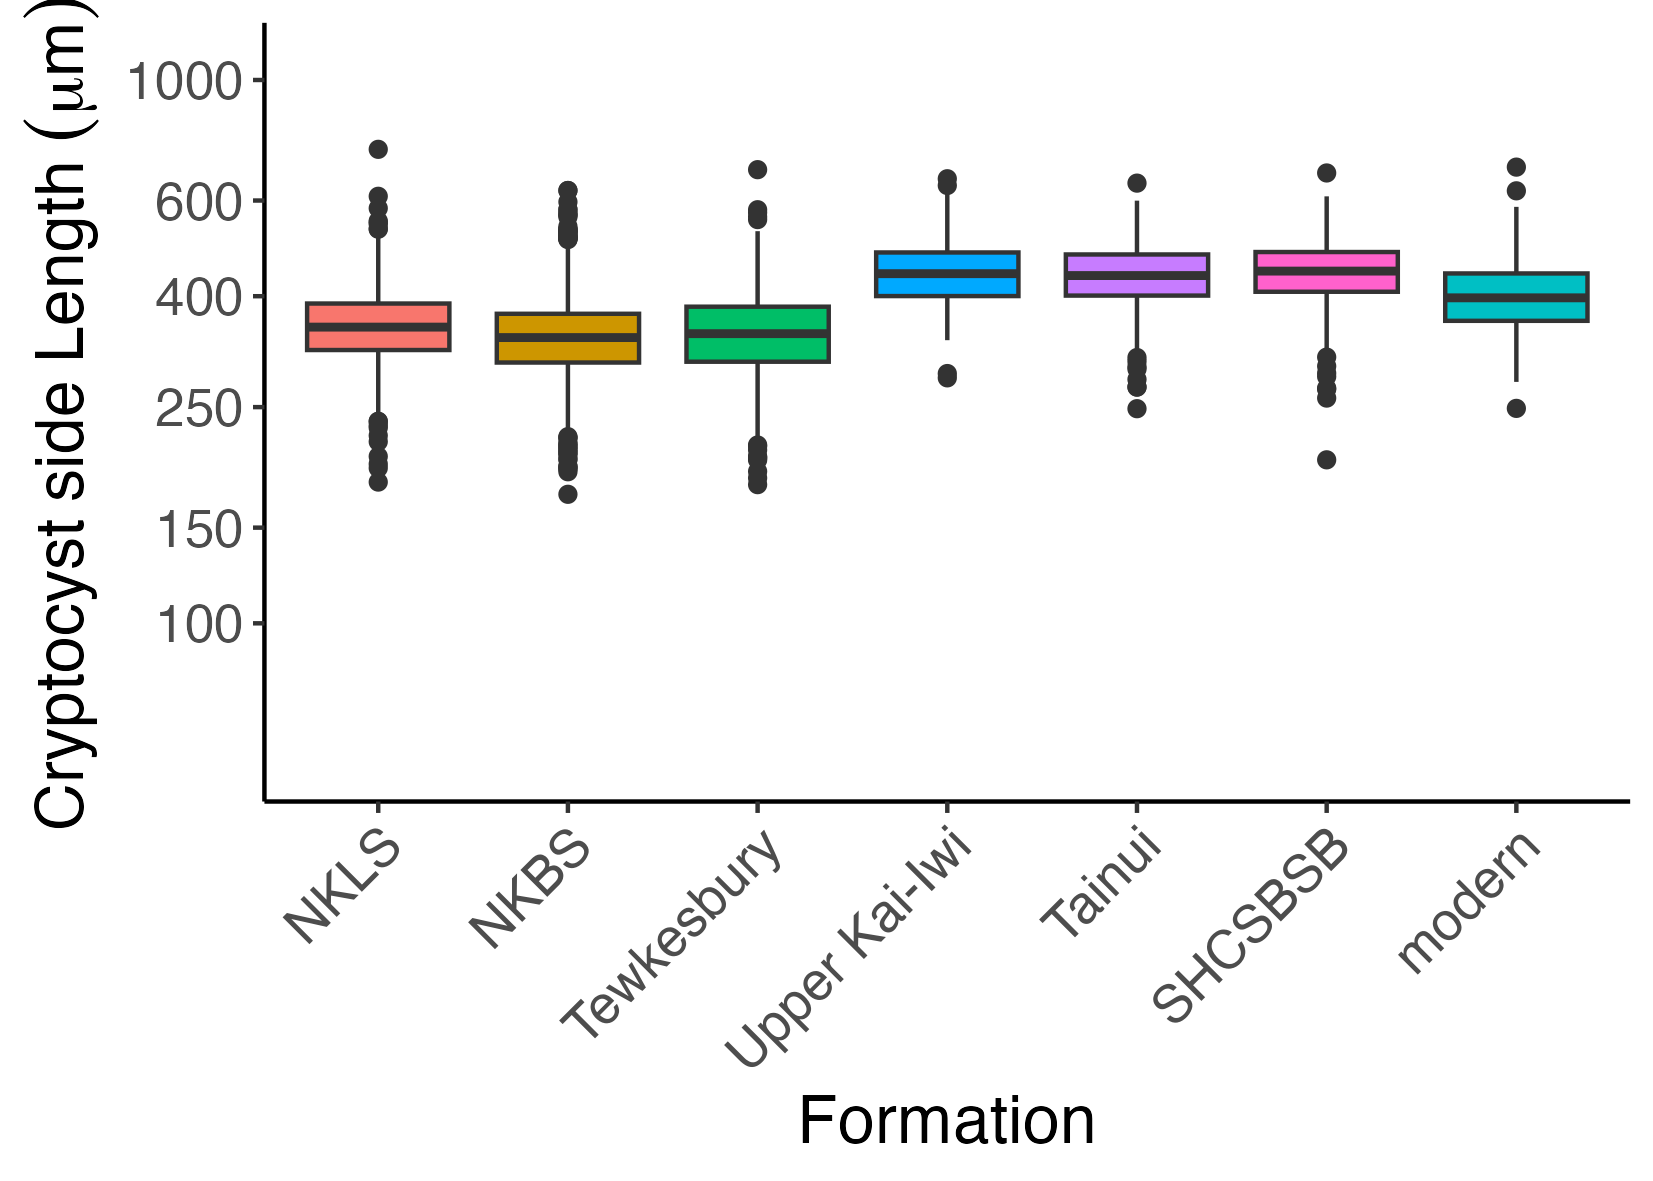 Cryptocyst side Length (μm)
1000
600
400
250
150
100
NKLS
NKBS
Tewkesbury
Upper Kai-Iwi
Tainui
SHCSBSB
modern
Formation